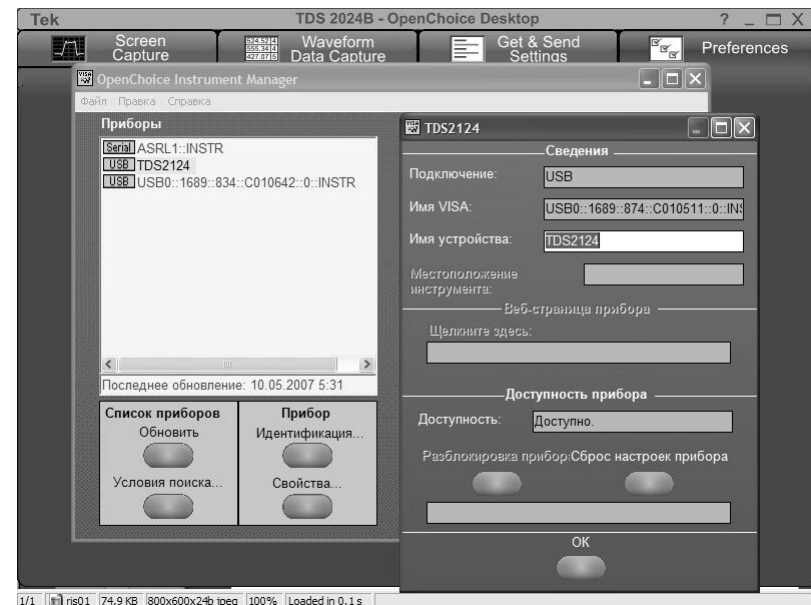 Tek
TDS 2024B - OpenChoice Desktop
? _ X
Screen Capture
Waveform Data Capture
Get & Send Settings
Preferences
OpenChoice Instrument Manager
Файл Правка Справка
Приборы
Serial ASRL1::INSTR
USB TDS2124
USB USB0::1689::834::C010642::0::INSTR
Последнее обновление: 10.05.2007 5:31
Список приборов
Обновить
Условия поиска...
Прибор
Идентификация...
Свойства...
TDS2124
Сведения
Подключение: USB
Имя VISA: USB0::1689::874::C010511::0::INS
Имя устройства: TDS2124
Местоположение
инструмента:
Веб-страница прибора
Щелкните здесь:
Доступность прибора
Доступность: Доступно.
Разблокировка прибор:Сброс настроек прибора
OK
1/1 ris01 74.9 KB 800x600x24b jpeg 100% Loaded in 0.1 s